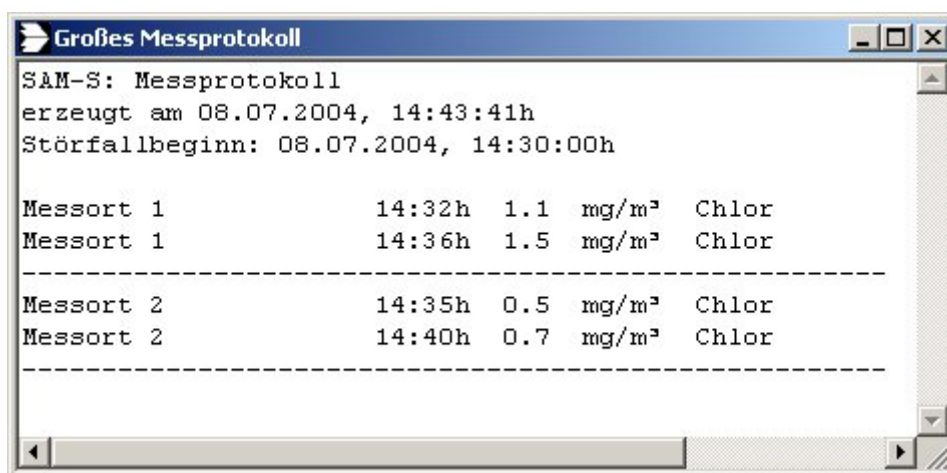 Großes Messprotokoll
SAM-S: Messprotokoll
erzeugt am 08.07.2004, 14:43:41h
Störfallbeginn: 08.07.2004, 14:30:00h
Messort 1 14:32h 1.1 mg/m³ Chlor
Messort 1 14:36h 1.5 mg/m³ Chlor
-------------------------------------------------------
Messort 2 14:35h 0.5 mg/m³ Chlor
Messort 2 14:40h 0.7 mg/m³ Chlor
-------------------------------------------------------